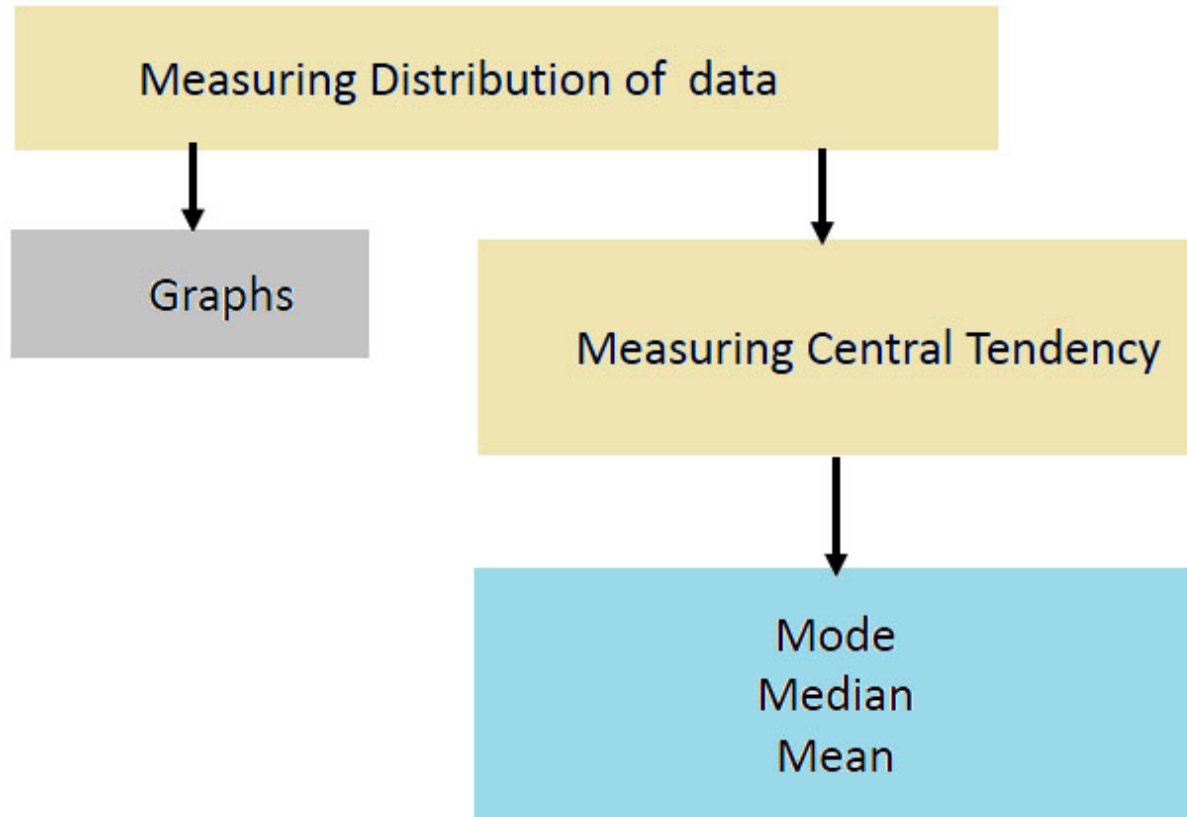 Measuring Distribution of data
Graphs
Measuring Central Tendency
Mode
Median
Mean